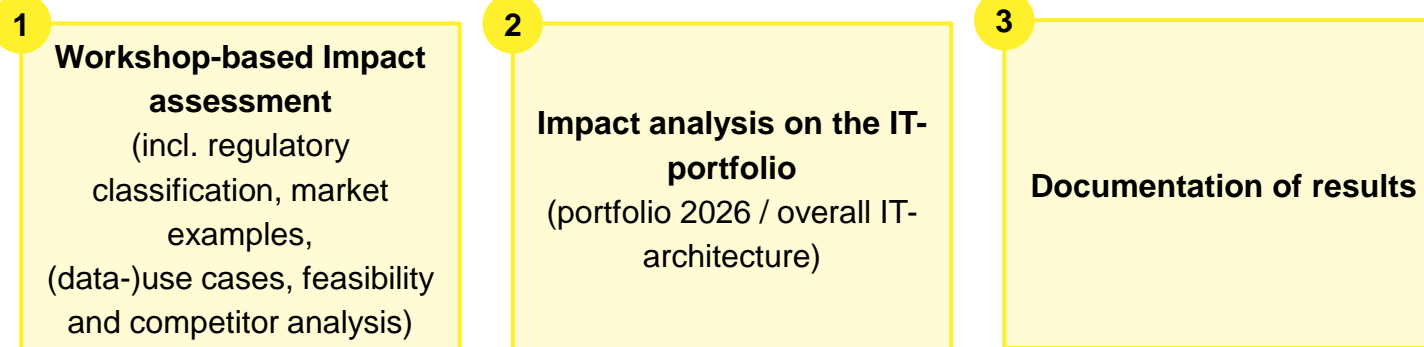 1
Workshop-based Impact
assessment
(incl. regulatory
classification, market
examples,
(data-)use cases, feasibility
and competitor analysis)
2
Impact analysis on the IT-
portfolio
(portfolio 2026 / overall IT-
architecture)
3
Documentation of results